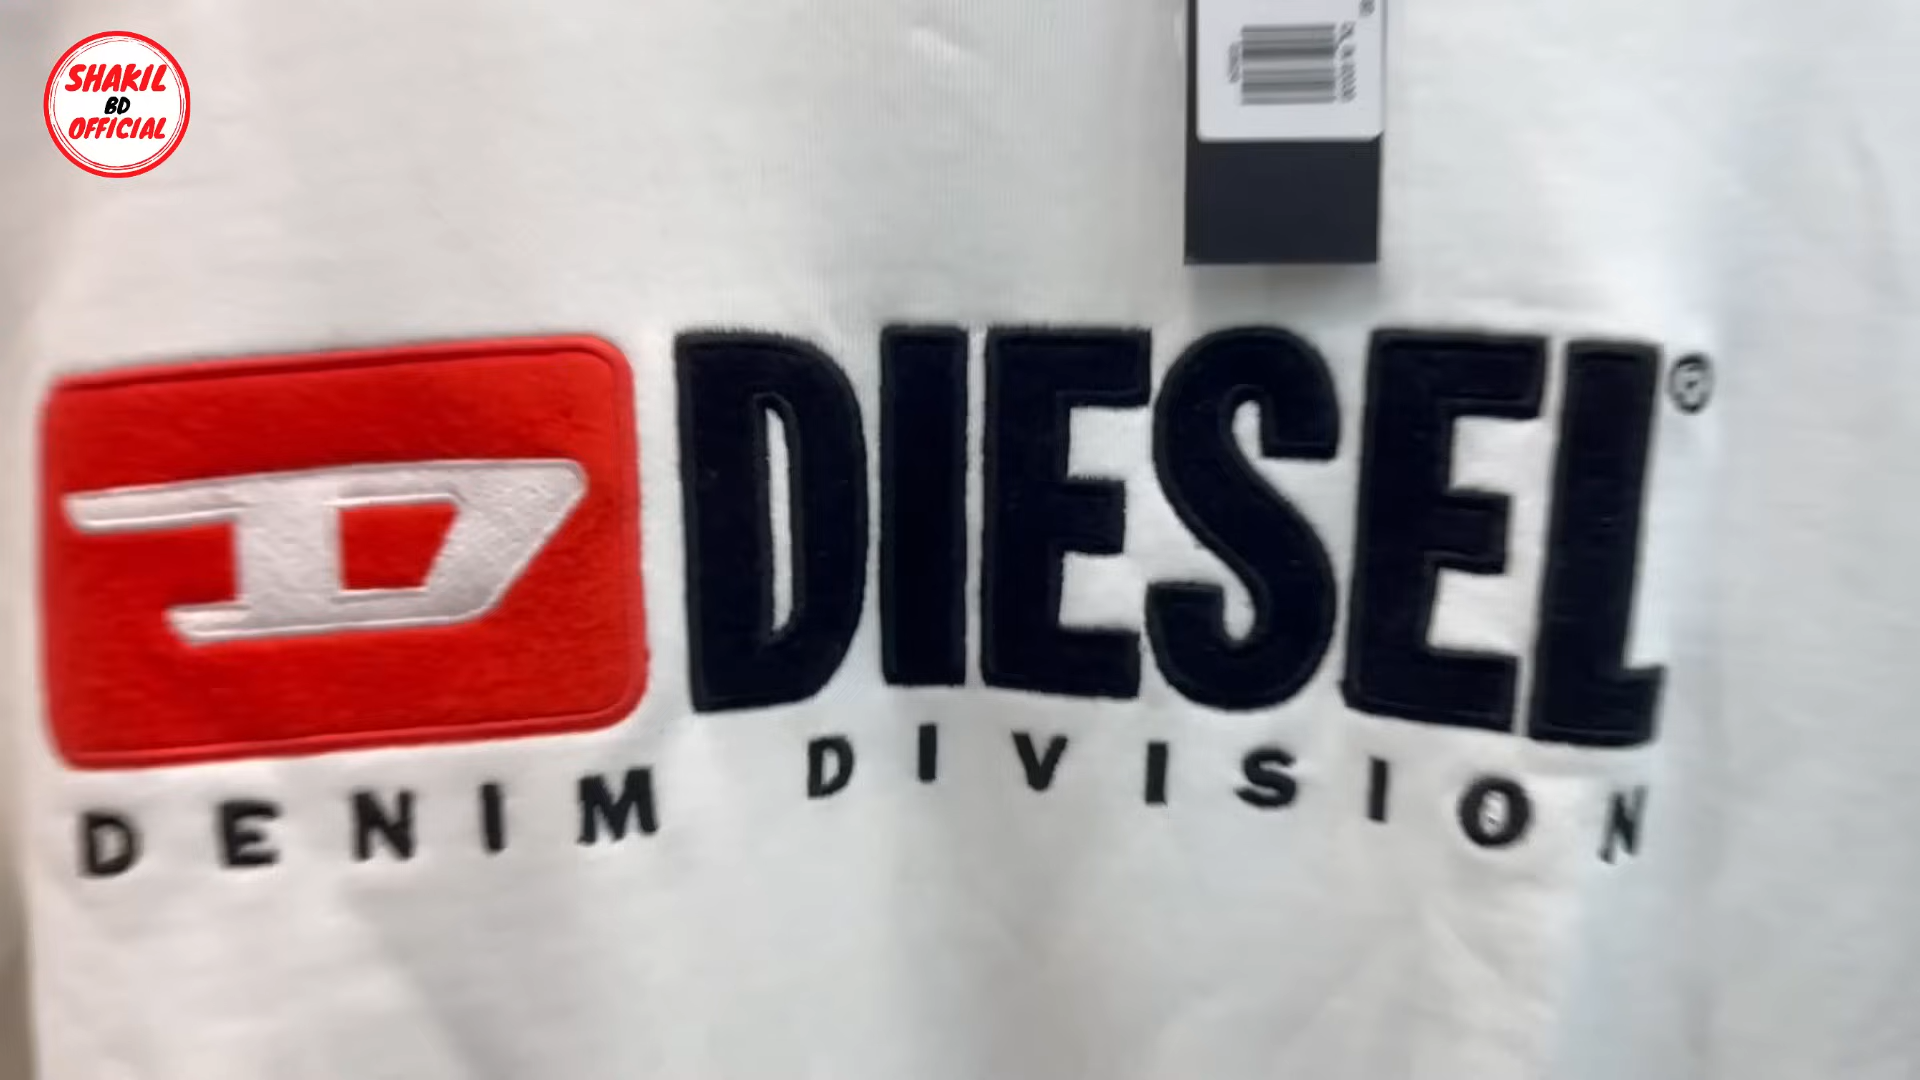 SHAKIL
BD
OFFICIAL
D
DIESEL®
DENIM DIVISION